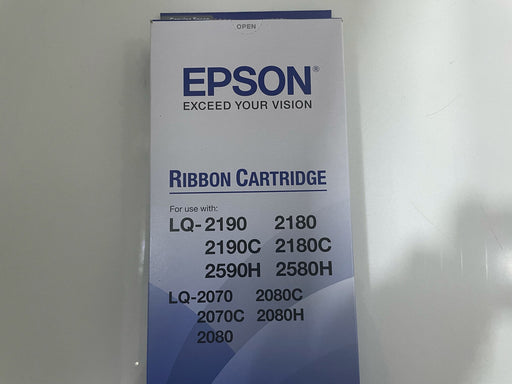 OPEN
EPSON®
EXCEED YOUR VISION
RIBBON CARTRIDGE
For use with:
LQ-2190 2180
2190C 2180C
2590H 2580H
LQ-2070 2080C
2070C 2080H
2080